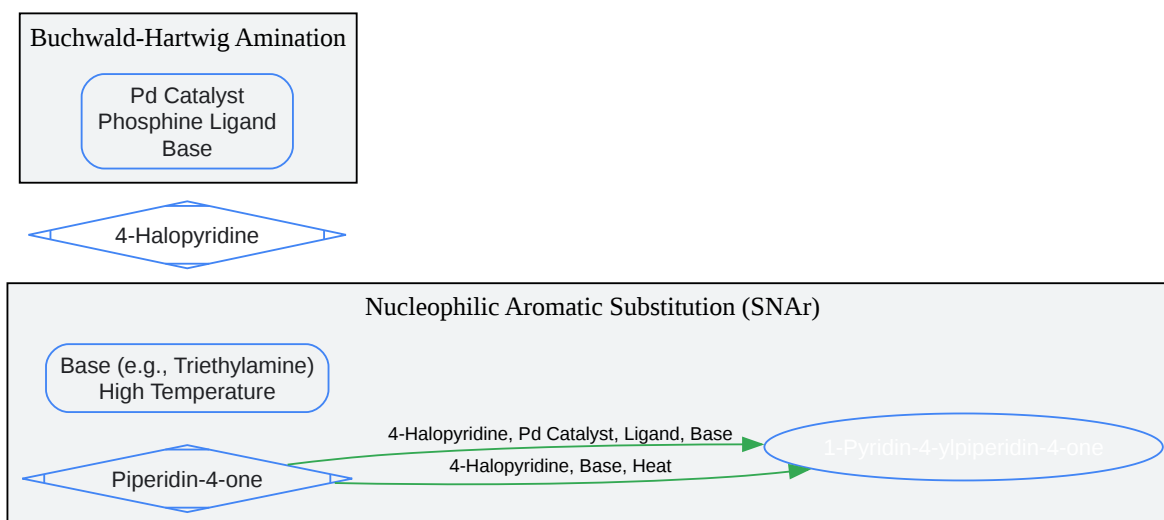 Buchwald-Hartwig Amination
Pd Catalyst
Phosphine Ligand
Base
4-Halopyridine
Nucleophilic Aromatic Substitution (SNAr)
Base (e.g., Triethylamine)
High Temperature
4-Halopyridine, Pd Catalyst, Ligand, Base
1-Pyridin-4-ylpiperidin-4-one
4-Halopyridine, Base, Heat
Piperidin-4-one